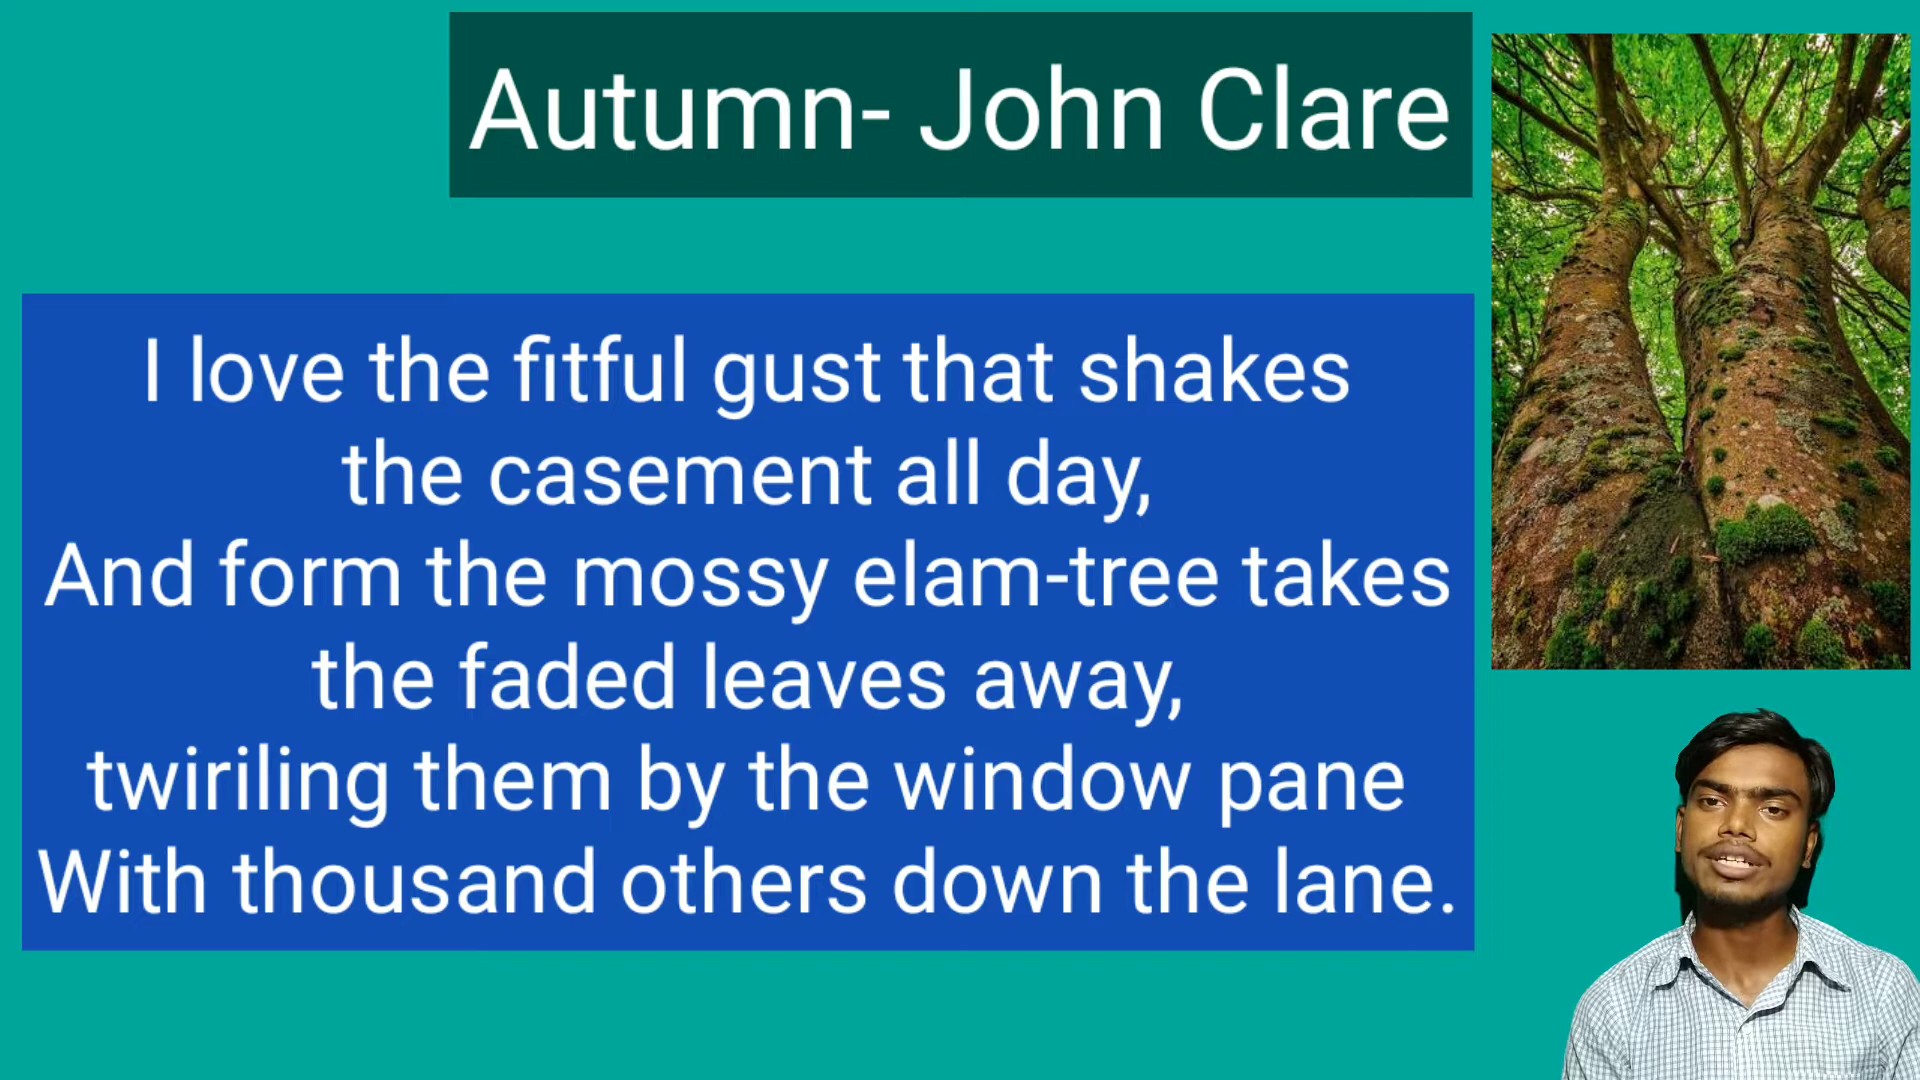 Autumn- John Clare
I love the fitful gust that shakes
the casement all day,
And form the mossy elam-tree takes
the faded leaves away,
twiriling them by the window pane
With thousand others down the lane.